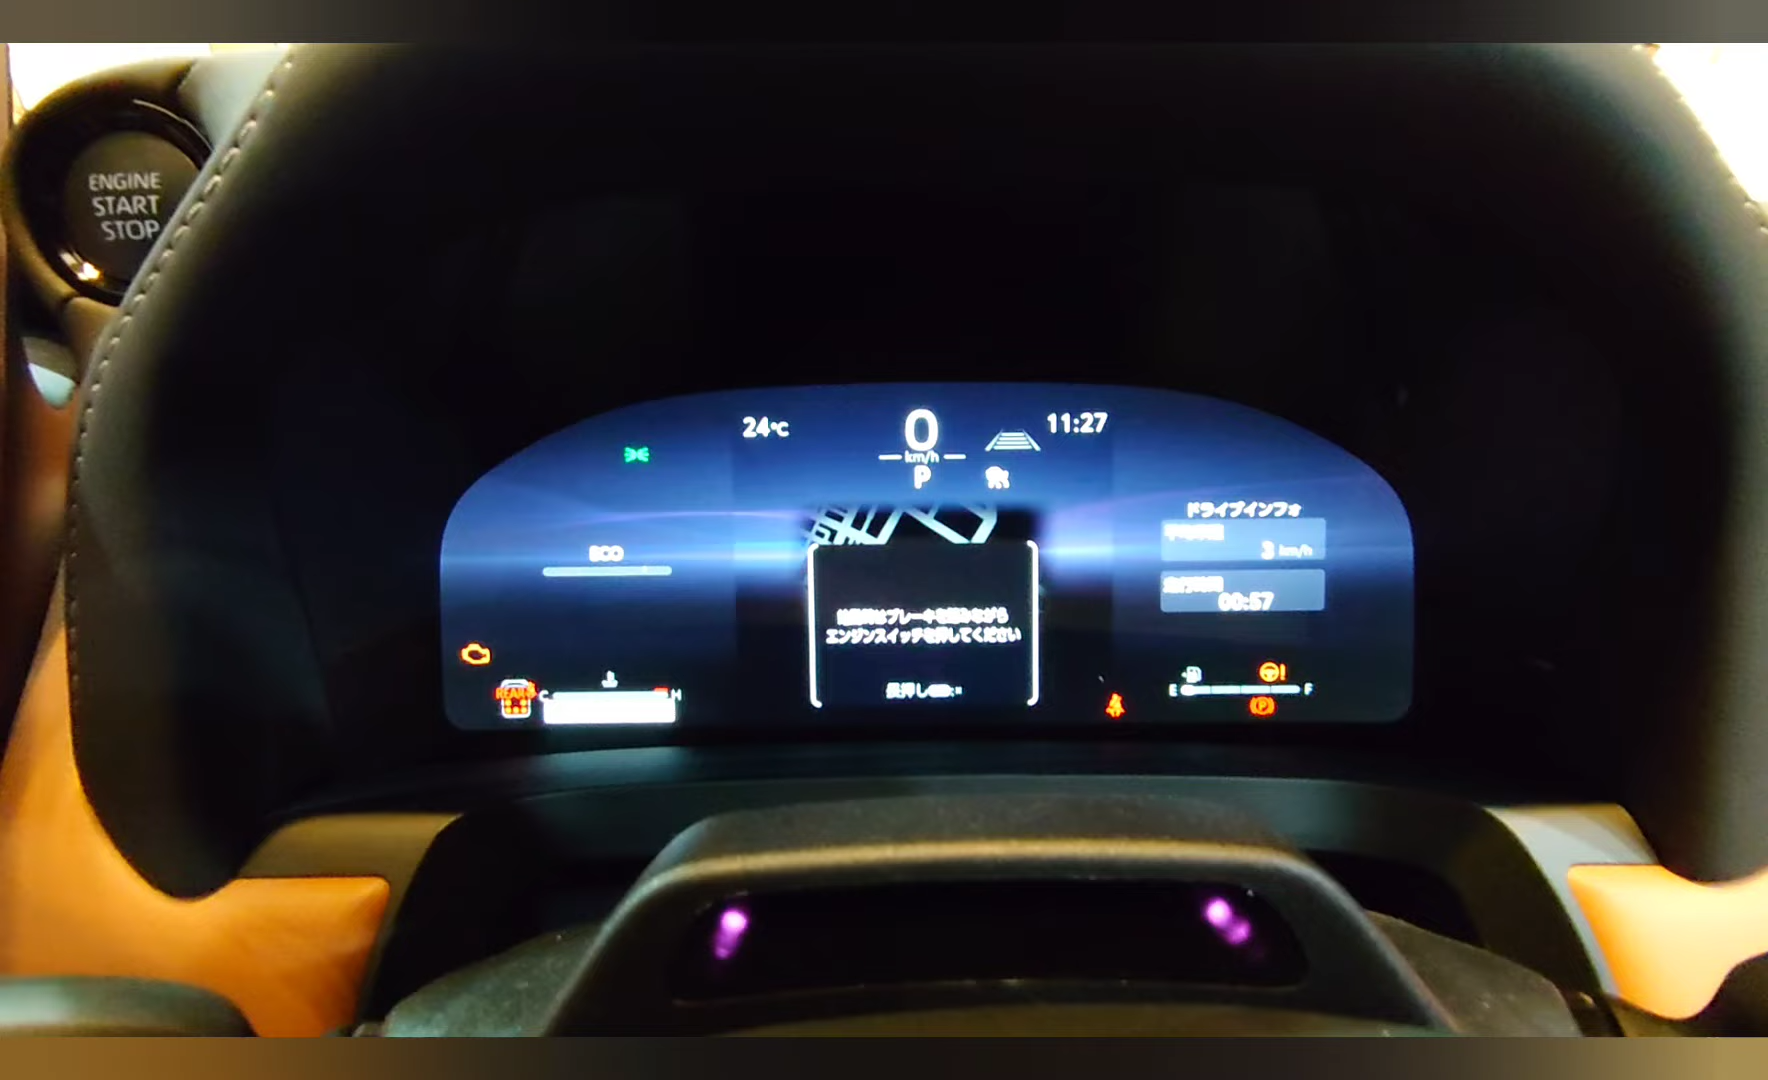 ENGINE
START
STOP
24℃
0
km/h
P
11:27
ECO
ドライブインフォ
3 km/h
00:57
エンジンスイッチを押してください
REAR
C
H
E
F
(P)